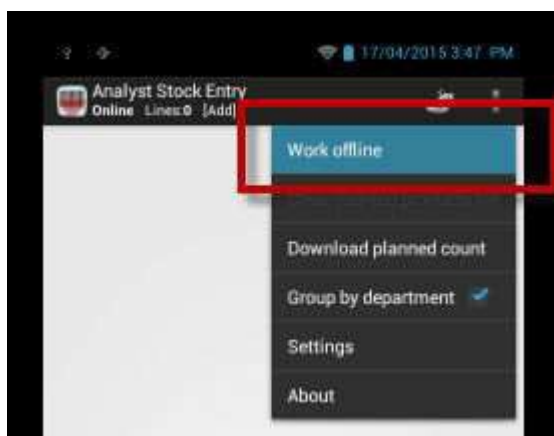 17/04/2015 3:47 PM
Analyst Stock Entry
Online Lines:0 [Add]
Work offline
Download planned count
Group by department
Settings
About